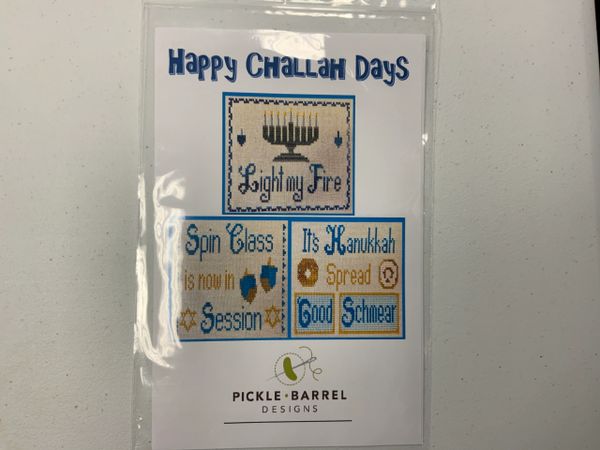 Happy Challah Days
Light my Fire
Spin Class
is now in
Session
It's Hanukkah
Spread
Good Schmear
PICKLE • BARREL
DESIGNS